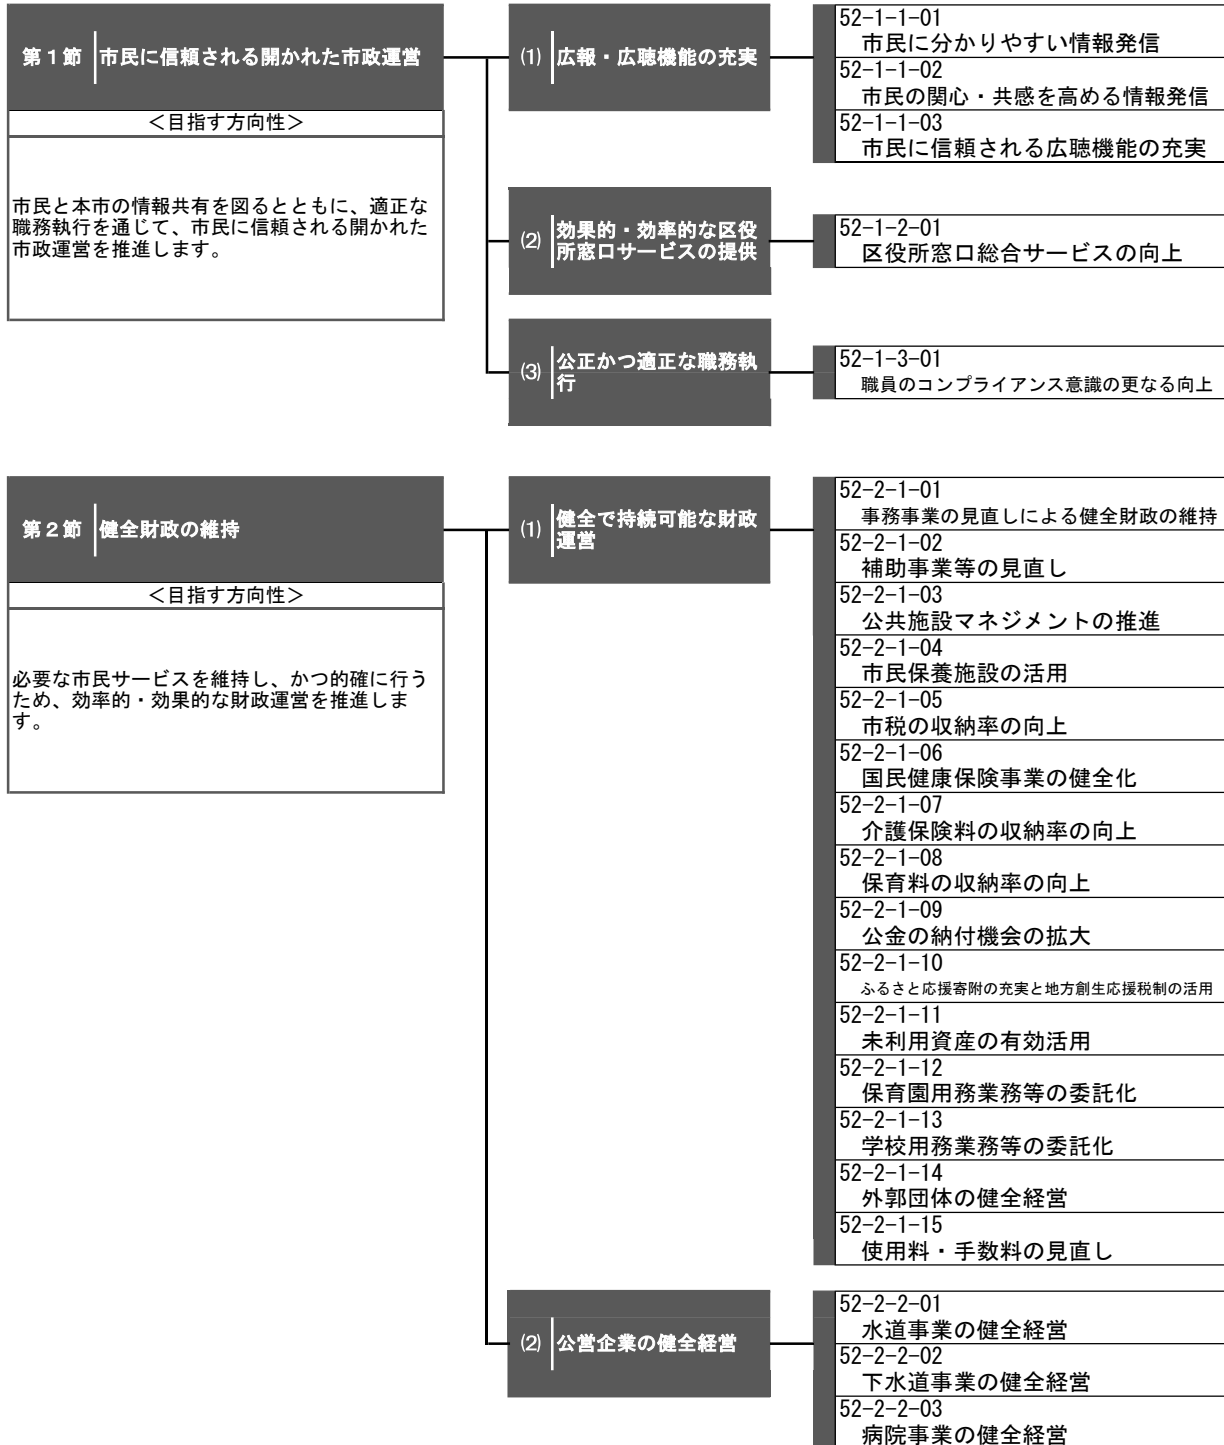 第１節 市民に信頼される開かれた市政運営
＜目指す方向性＞
市民と本市の情報共有を図るとともに、適正な
職務執行を通じて、市民に信頼される開かれた
市政運営を推進します。
⑴ 広報・広聴機能の充実
52-1-1-01
市民に分かりやすい情報発信
52-1-1-02
市民の関心・共感を高める情報発信
52-1-1-03
市民に信頼される広聴機能の充実
⑵ 効果的・効率的な区役
所窓口サービスの提供
52-1-2-01
区役所窓口総合サービスの向上
⑶ 公正かつ適正な職務執
行
52-1-3-01
職員のコンプライアンス意識の更なる向上
第２節 健全財政の維持
＜目指す方向性＞
必要な市民サービスを維持し、かつ的確に行う
ため、効率的・効果的な財政運営を推進しま
す。
⑴ 健全で持続可能な財政
運営
52-2-1-01
事務事業の見直しによる健全財政の維持
52-2-1-02
補助事業等の見直し
52-2-1-03
公共施設マネジメントの推進
52-2-1-04
市民保養施設の活用
52-2-1-05
市税の収納率の向上
52-2-1-06
国民健康保険事業の健全化
52-2-1-07
介護保険料の収納率の向上
52-2-1-08
保育料の収納率の向上
52-2-1-09
公金の納付機会の拡大
52-2-1-10
ふるさと応援寄附の充実と地方創生応援税制の活用
52-2-1-11
未利用資産の有効活用
52-2-1-12
保育園用務業務等の委託化
52-2-1-13
学校用務業務等の委託化
52-2-1-14
外郭団体の健全経営
52-2-1-15
使用料・手数料の見直し
⑵ 公営企業の健全経営
52-2-2-01
水道事業の健全経営
52-2-2-02
下水道事業の健全経営
52-2-2-03
病院事業の健全経営